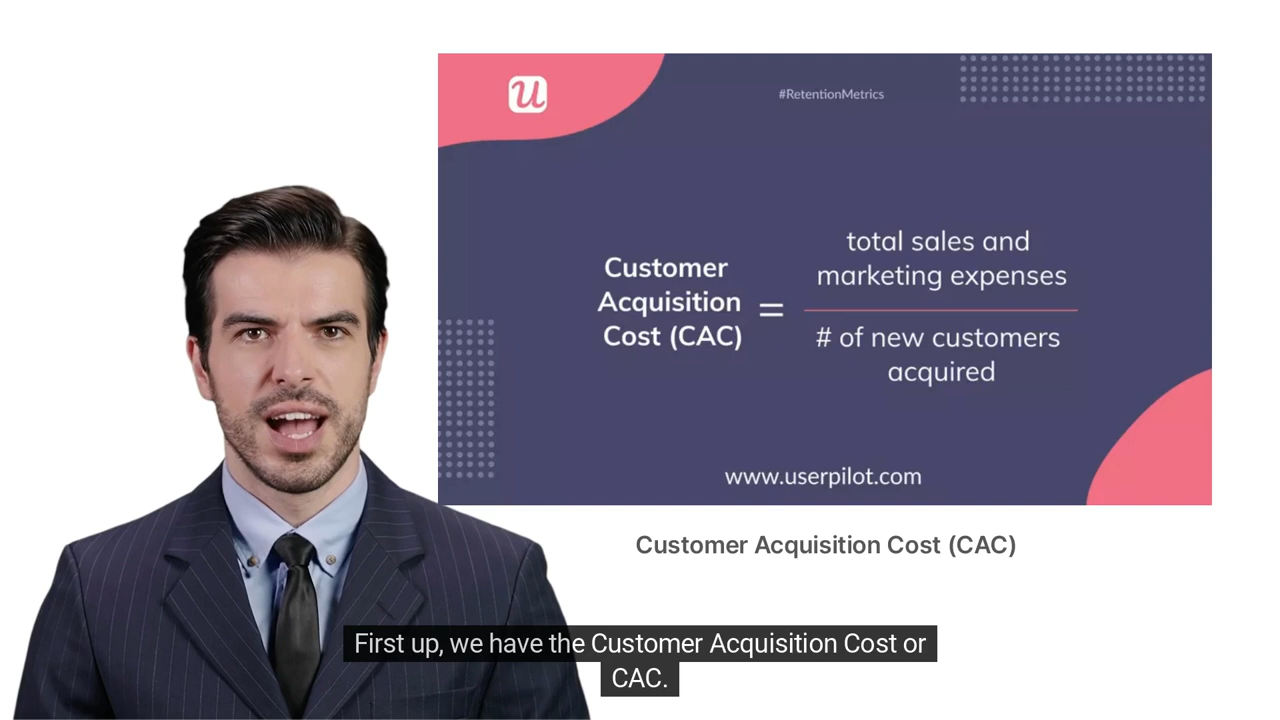 u
#RetentionMetrics
Customer
Acquisition
Cost (CAC)
=
total sales and
marketing expenses
# of new customers
acquired
www.userpilot.com
Customer Acquisition Cost (CAC)
First up, we have the Customer Acquisition Cost or
CAC.